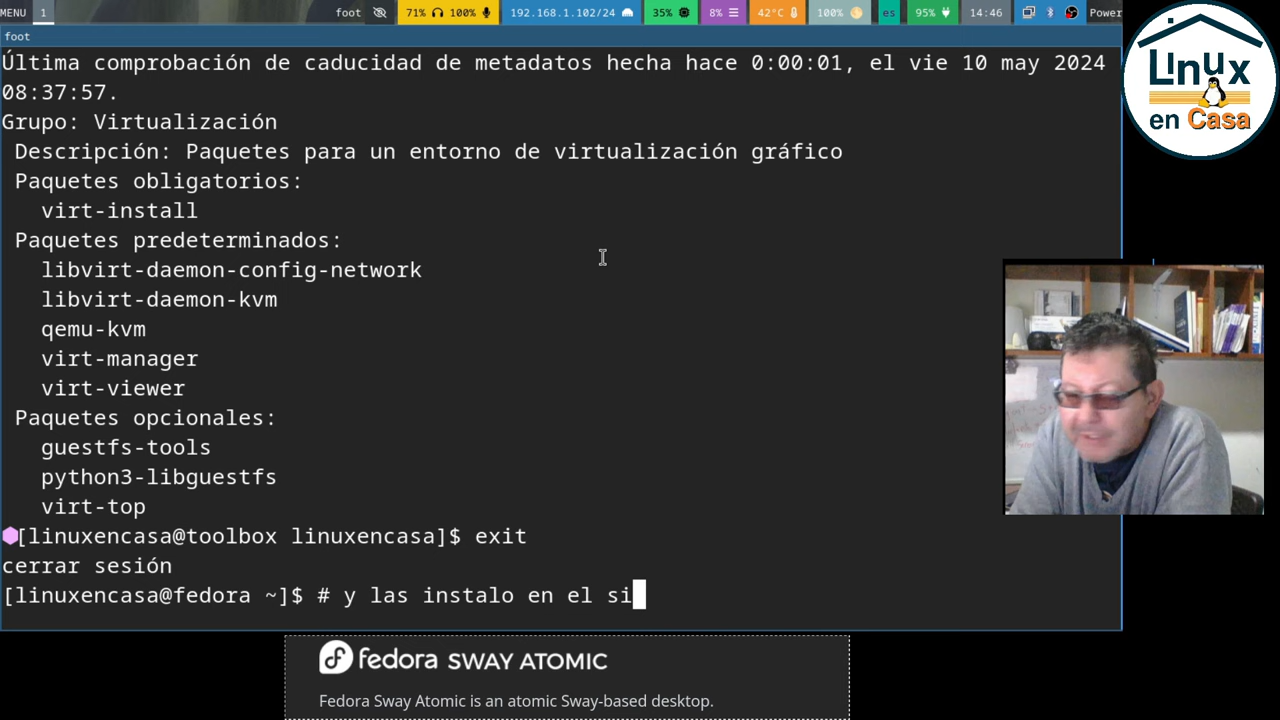 MENU 1 foot 71% 100% 192.168.1.102/24 35% 8% 42°C 100% es 95% 14:46 Power
foot
Última comprobación de caducidad de metadatos hecha hace 0:00:01, el vie 10 may 2024
08:37:57.
Grupo: Virtualización
Descripción: Paquetes para un entorno de virtualización gráfico
Paquetes obligatorios:
virt-install
Paquetes predeterminados:
libvirt-daemon-config-network
libvirt-daemon-kvm
qemu-kvm
virt-manager
virt-viewer
Paquetes opcionales:
guestfs-tools
python3-libguestfs
virt-top
[linuxencasa@toolbox linuxencasa]$ exit
cerrar sesión
[linuxencasa@fedora ~]$ # y las instalo en el si
LInux
en Casa
fedora SWAY ATOMIC
Fedora Sway Atomic is an atomic Sway-based desktop.